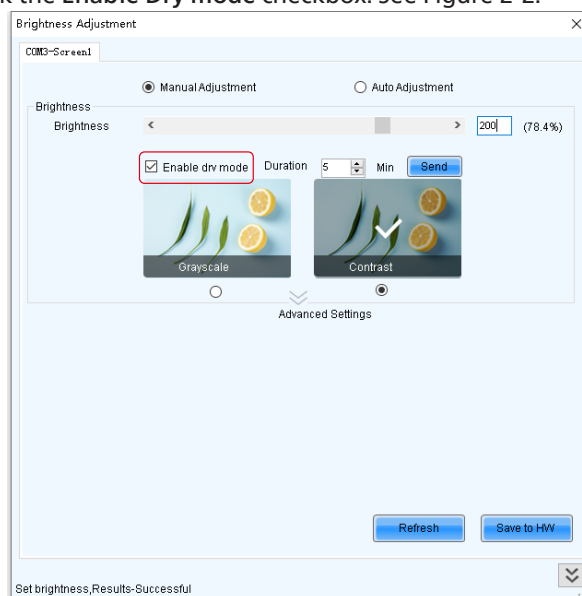 k the Enable Dry mode checkbox. see Figure 2-2.
Brightness Adjustment
COM3-Screen1
Manual Adjustment Auto Adjustment
Brightness
Brightness 200 (78.4%)
Enable dry mode Duration 5 Min Send
Grayscale Contrast
Advanced Settings
Refresh Save to HW
Set brightness,Results-Successful